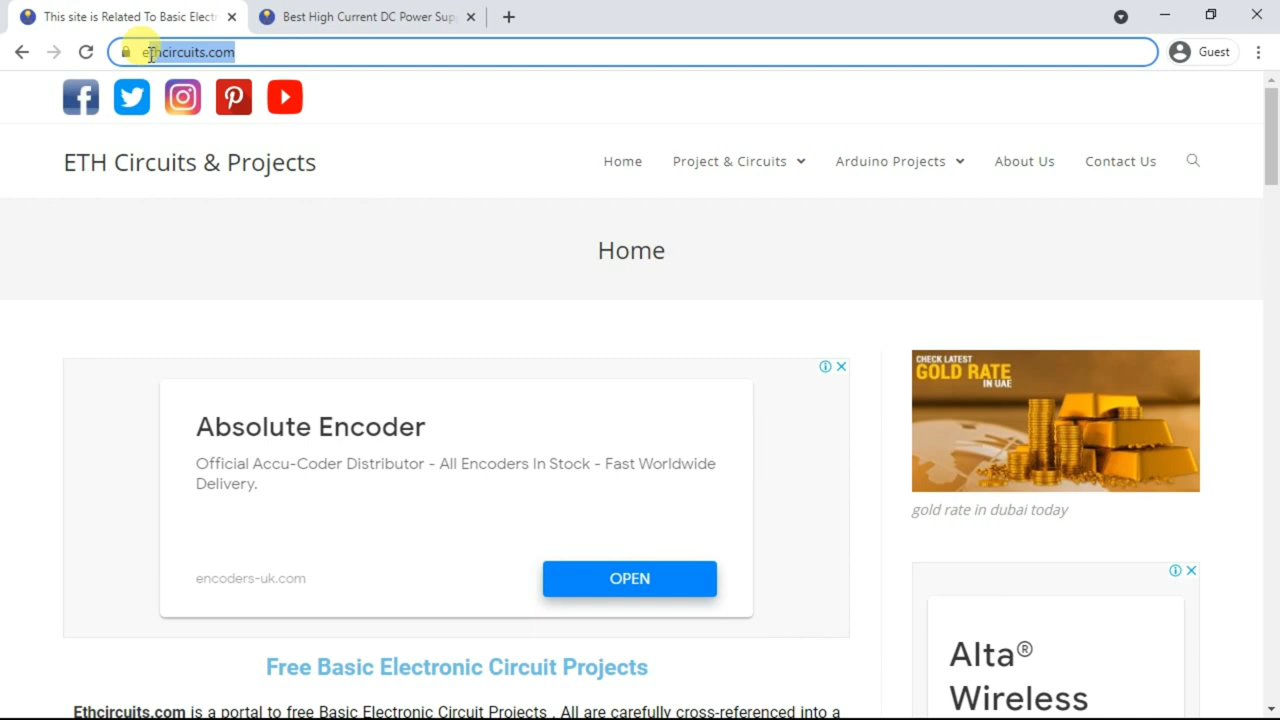 This site is Related To Basic Electr
Best High Current DC Power Sup
ethcircuits.com
Guest
ETH Circuits & Projects
Home
Project & Circuits
Arduino Projects
About Us
Contact Us
Home
Absolute Encoder
Official Accu-Coder Distributor - All Encoders In Stock - Fast Worldwide
Delivery.
encoders-uk.com
OPEN
CHECK LATEST
GOLD RATE
IN UAE
gold rate in dubai today
Alta®
Wireless
Free Basic Electronic Circuit Projects
Ethcircuits.com is a portal to free Basic Electronic Circuit Projects . All are carefully cross-referenced into a